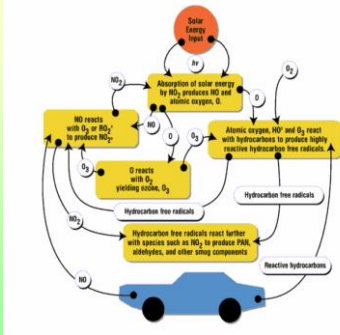 Solar
Energy
Input
hv
NO₂
Absorption of solar energy
by NO₂ produces NO and
atomic oxygen, O.
O
O₂
NO reacts
with O₃ or RO₂•
to produce NO₂.
NO
O
O₃
Atomic oxygen, HO• and O₃ react
with hydrocarbons to produce highly
reactive hydrocarbon free radicals.
O₃
O reacts
with O₂
yielding ozone, O₃
Hydrocarbon free radicals
Hydrocarbon free radicals
NO₂
Hydrocarbon free radicals react further
with species such as NO₂ to produce PAN,
aldehydes, and other smog components
Reactive hydrocarbons
NO